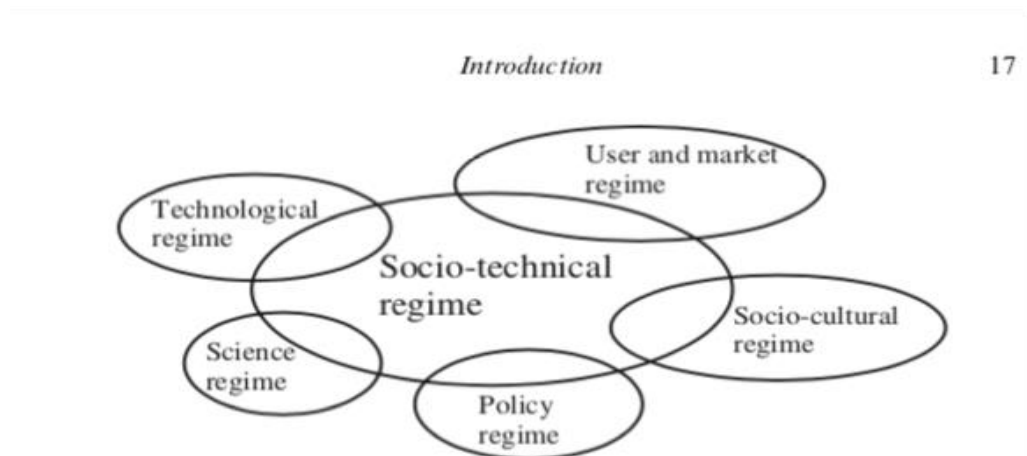 Introduction
17
User and market
regime
Technological
regime
Socio-technical
regime
Socio-cultural
regime
Science
regime
Policy
regime